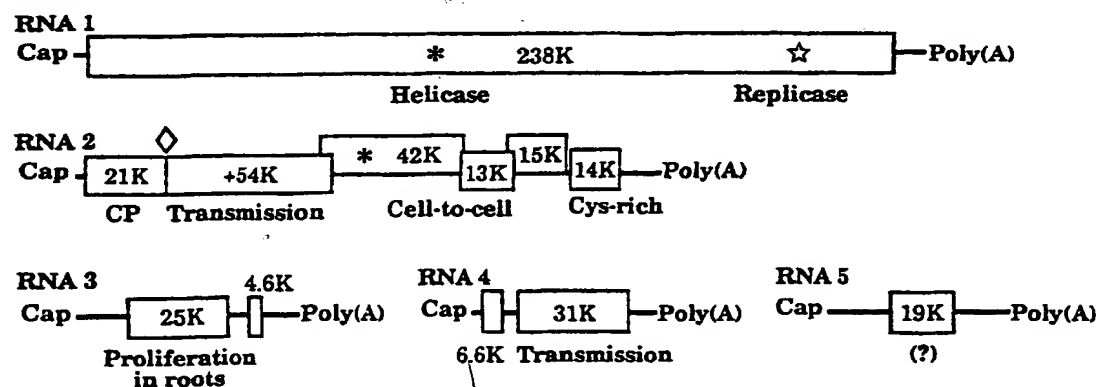 RNA 1
Cap * 238K ☆ Poly(A)
Helicase Replicase
RNA 2 ◇
Cap 21K +54K * 42K 13K 15K 14K Poly(A)
CP Transmission Cell-to-cell Cys-rich
RNA 3 4.6K
Cap 25K Poly(A)
Proliferation
in roots
RNA 4
Cap 31K Poly(A)
6.6K Transmission
RNA 5
Cap 19K Poly(A)
(?)